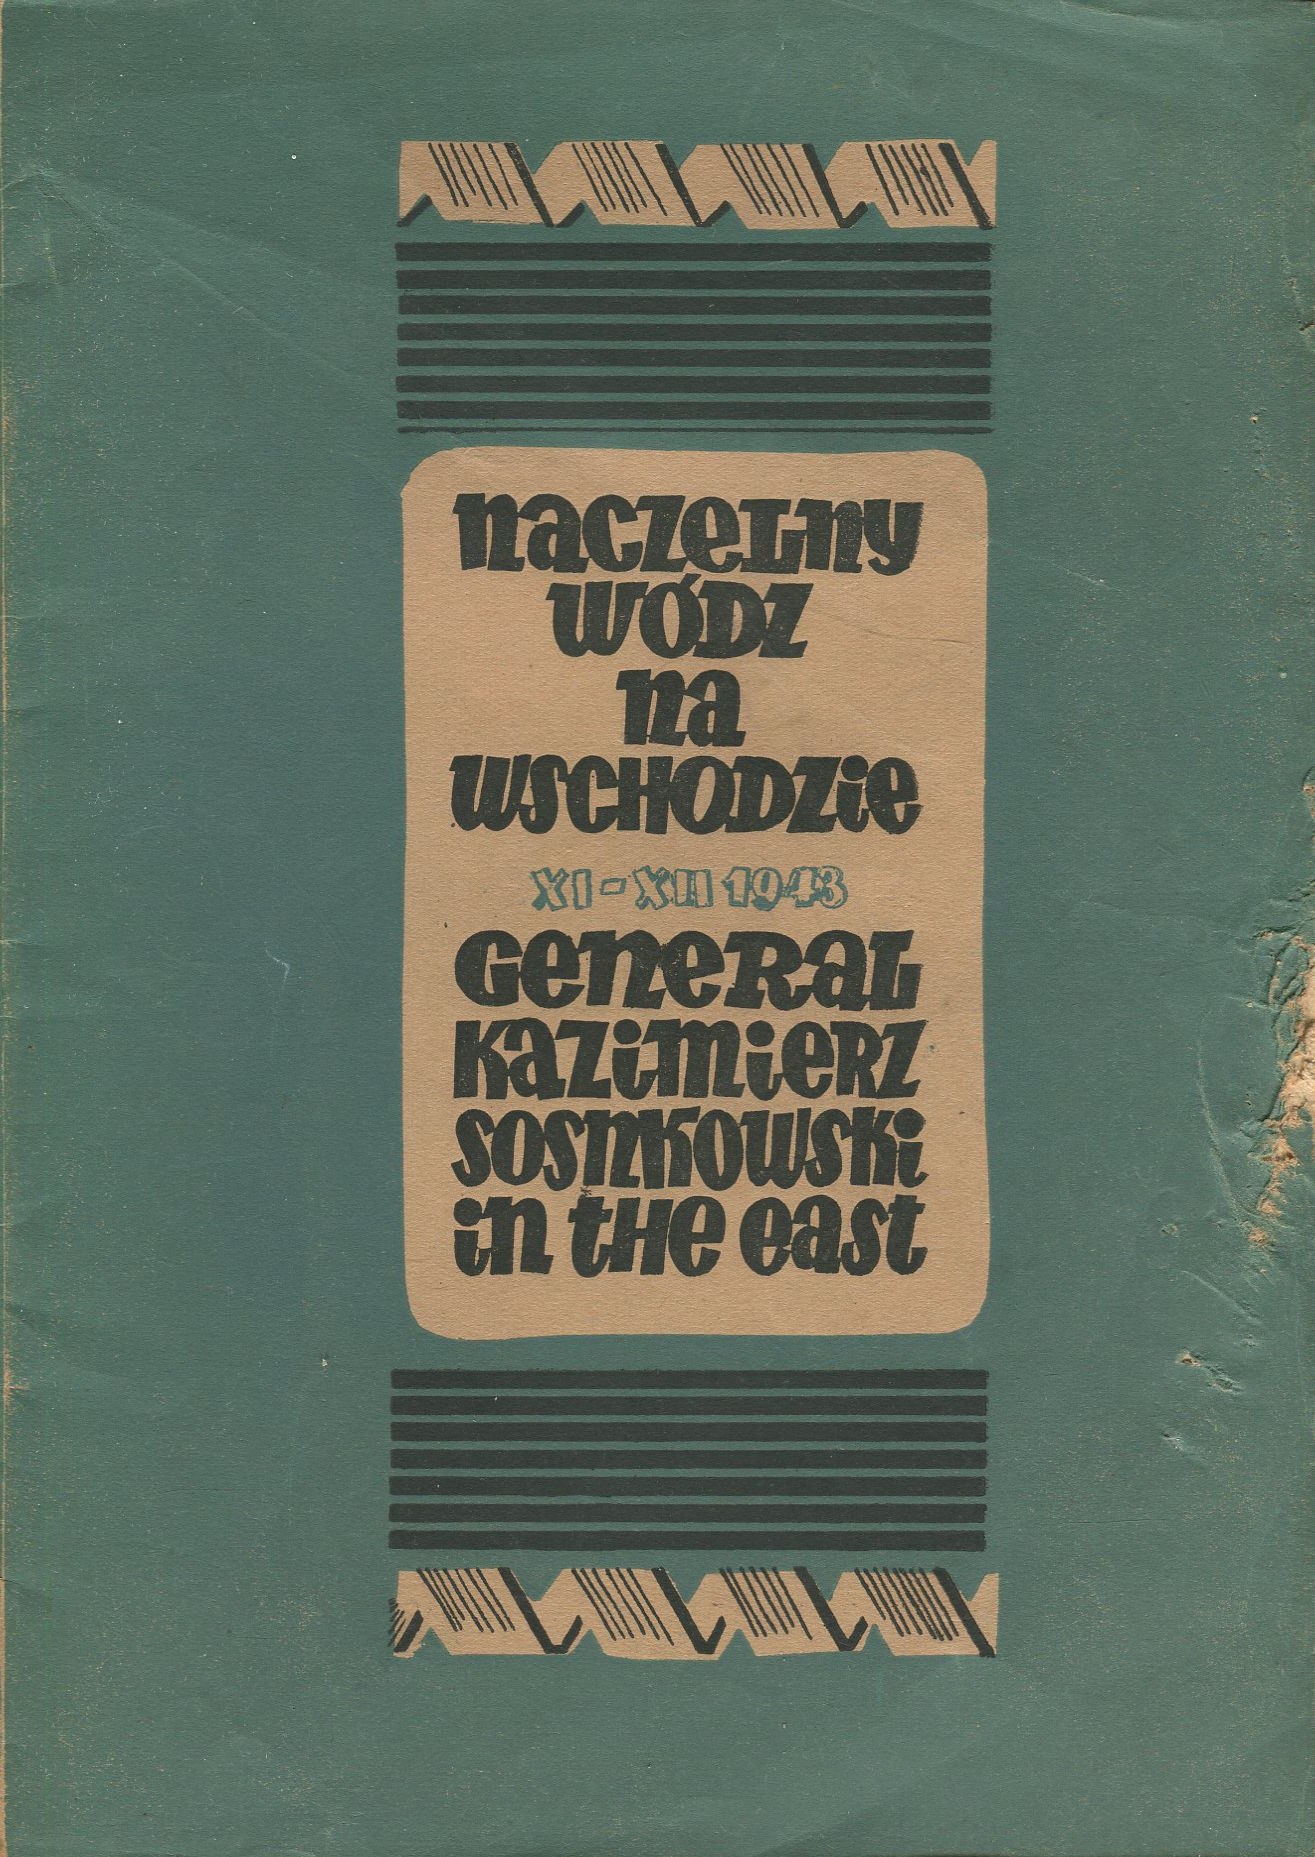 NACZELNY
WÓDZ
NA
WSCHODZIE
XI-XII 1943
GENERAL
KAZIMIERZ
SOSNKOWSKI
IN THE EAST